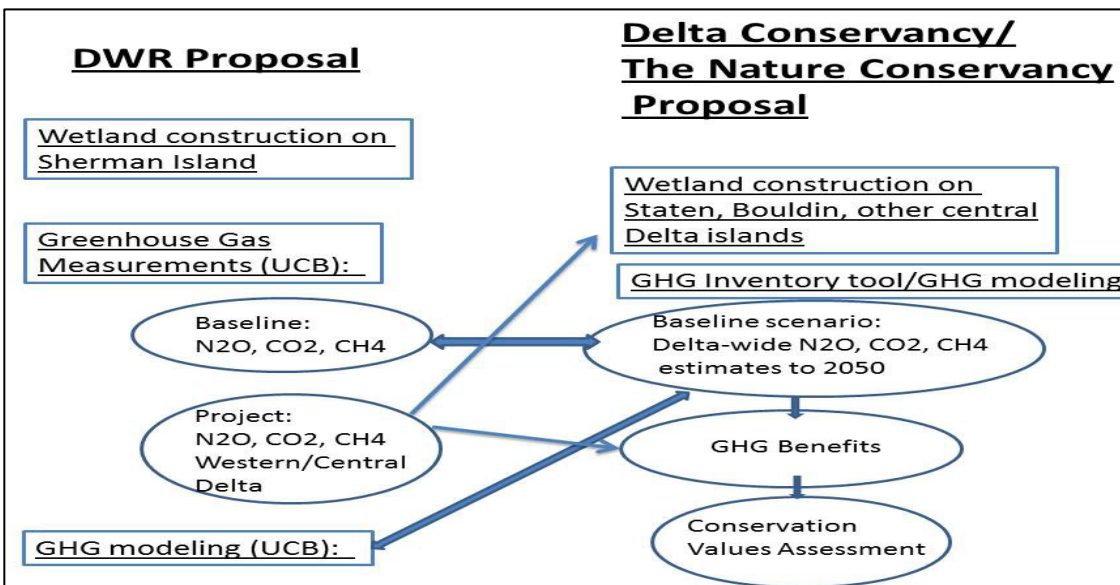 DWR Proposal
Wetland construction on
Sherman Island
Greenhouse Gas
Measurements (UCB):
Baseline:
N2O, CO2, CH4
Project:
N2O, CO2, CH4
Western/Central
Delta
GHG modeling (UCB):
Delta Conservancy/
The Nature Conservancy
Proposal
Wetland construction on
Staten, Bouldin, other central
Delta islands
GHG Inventory tool/GHG modeling
Baseline scenario:
Delta-wide N2O, CO2, CH4
estimates to 2050
GHG Benefits
Conservation
Values Assessment